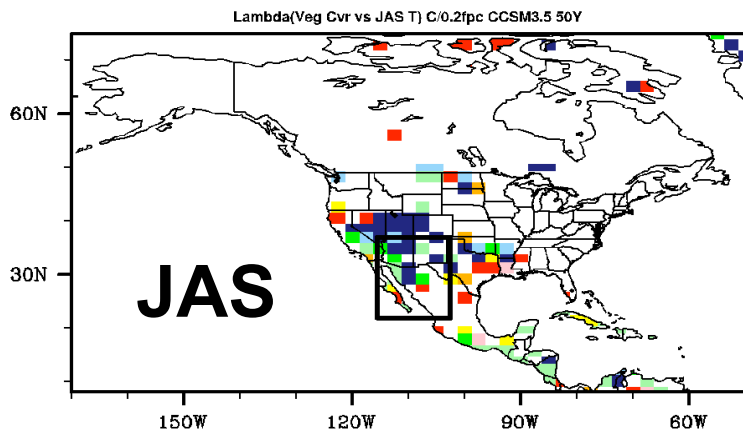 Lambda(Veg Cvr vs JAS T) C/0.2fpc CCSM3.5 50Y
60N
30N
JAS
150W 120W 90W 60W